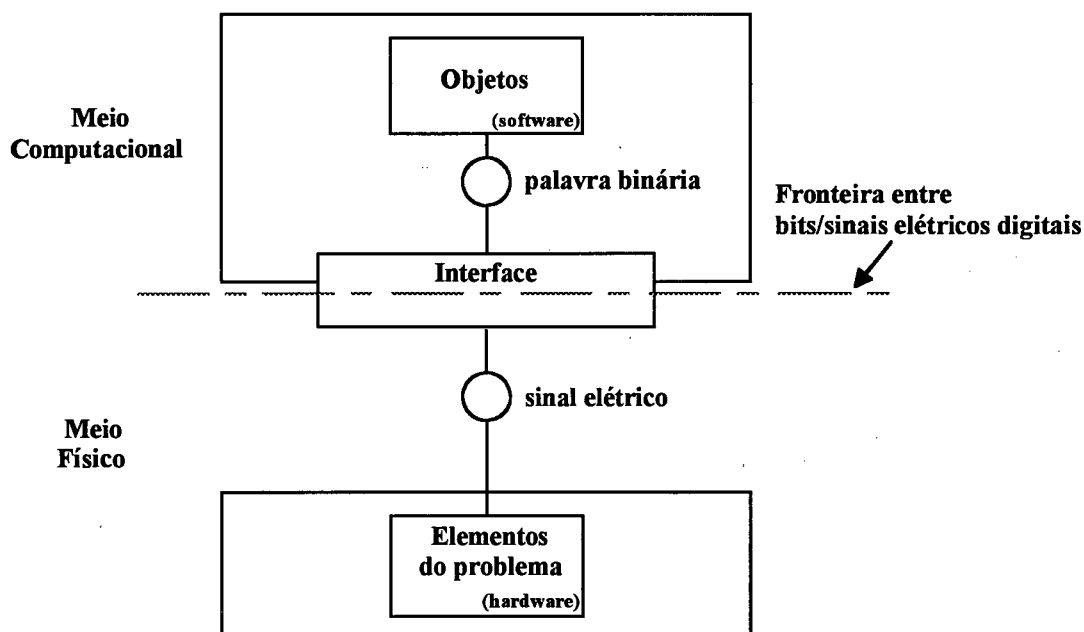 Objetos
(software)
Meio
Computacional
palavra binária
Fronteira entre
bits/sinais elétricos digitais
Interface
sinal elétrico
Meio
Físico
Elementos
do problema
(hardware)